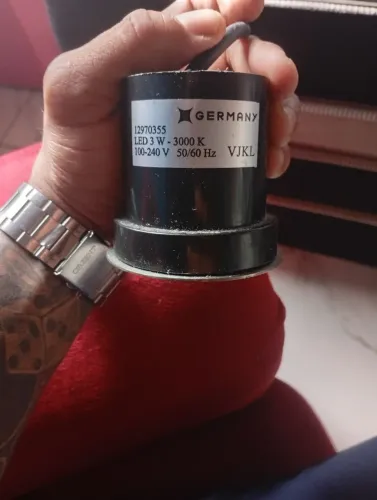 GERMANY
12970355
LED 3 W - 3000 K
100-240 V 50/60 Hz VJKL